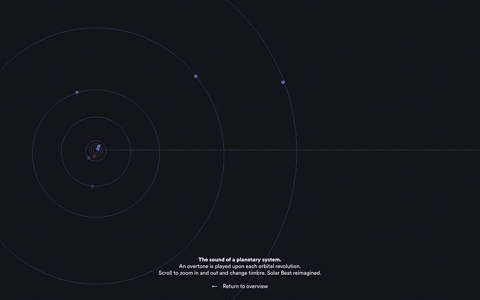 The sound of a planetary system.
An overtone is played upon each orbital revolution.
Scroll to zoom in and out and change timbre. Solar Beat reimagined.
← Return to overview